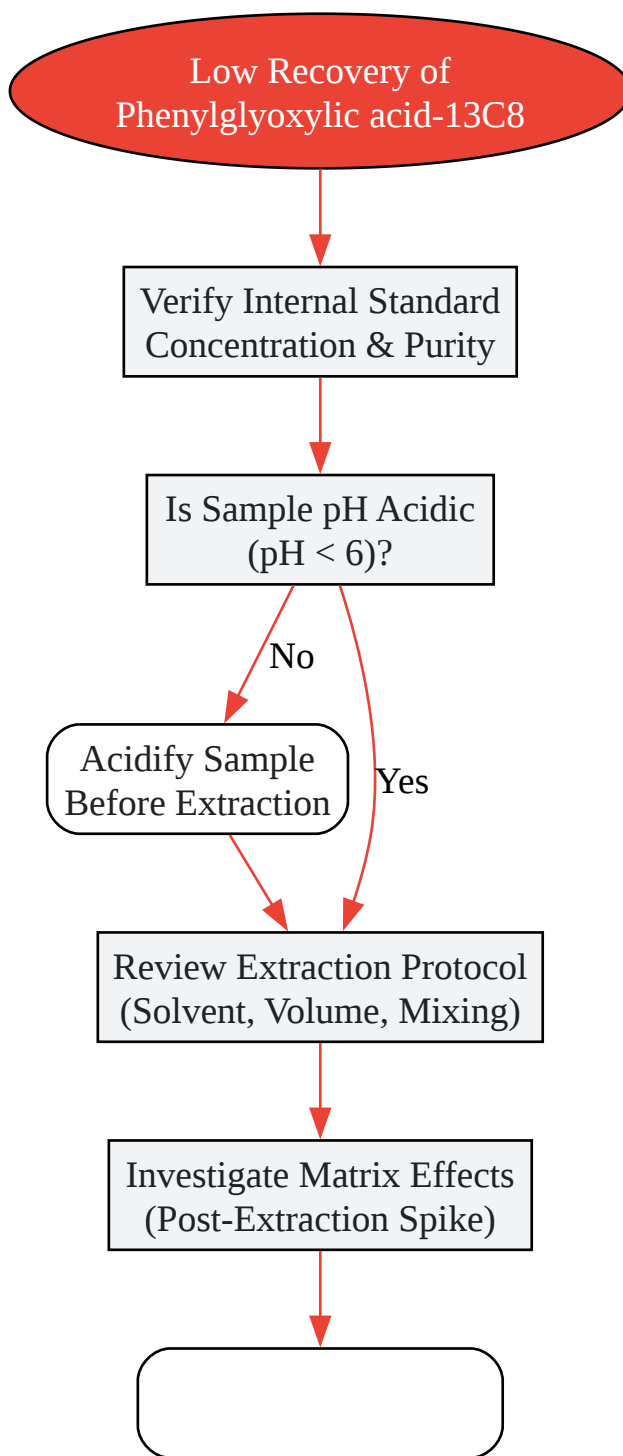 Low Recovery of
Phenylglyoxylic acid-13C8
Verify Internal Standard
Concentration & Purity
Is Sample pH Acidic
(pH < 6)?
No
Acidify Sample
Before Extraction
Yes
Review Extraction Protocol
(Solvent, Volume, Mixing)
Investigate Matrix Effects
(Post-Extraction Spike)